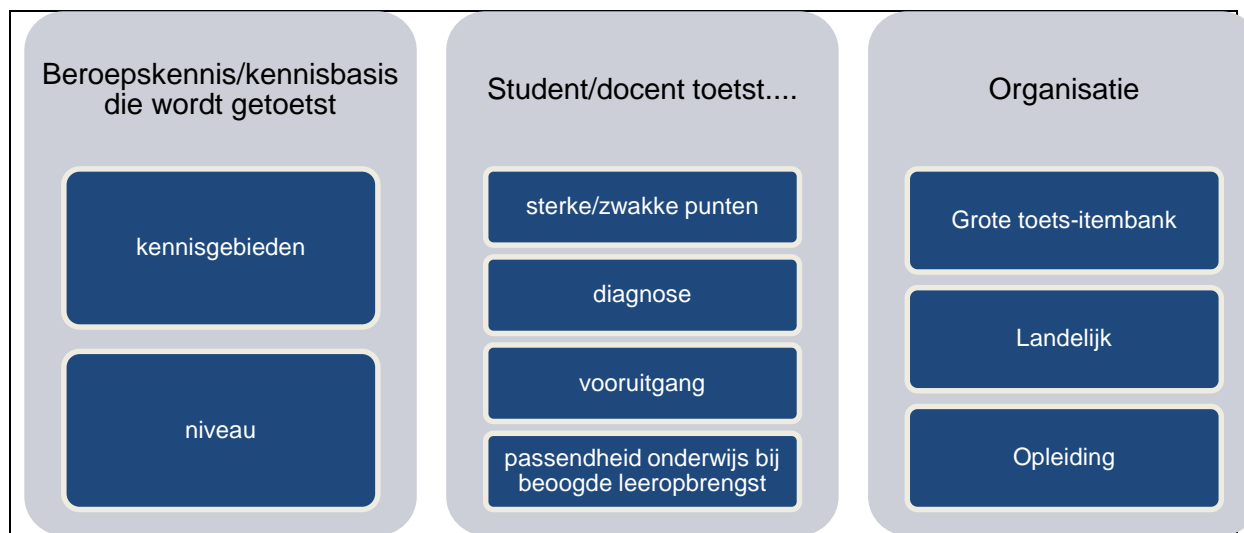 Beroepskennis/kennisbasis
die wordt getoetst
kennisgebieden
niveau
Student/docent toetst....
sterke/zwakke punten
diagnose
vooruitgang
passendheid onderwijs bij
beoogde leeropbrengst
Organisatie
Grote toets-itembank
Landelijk
Opleiding